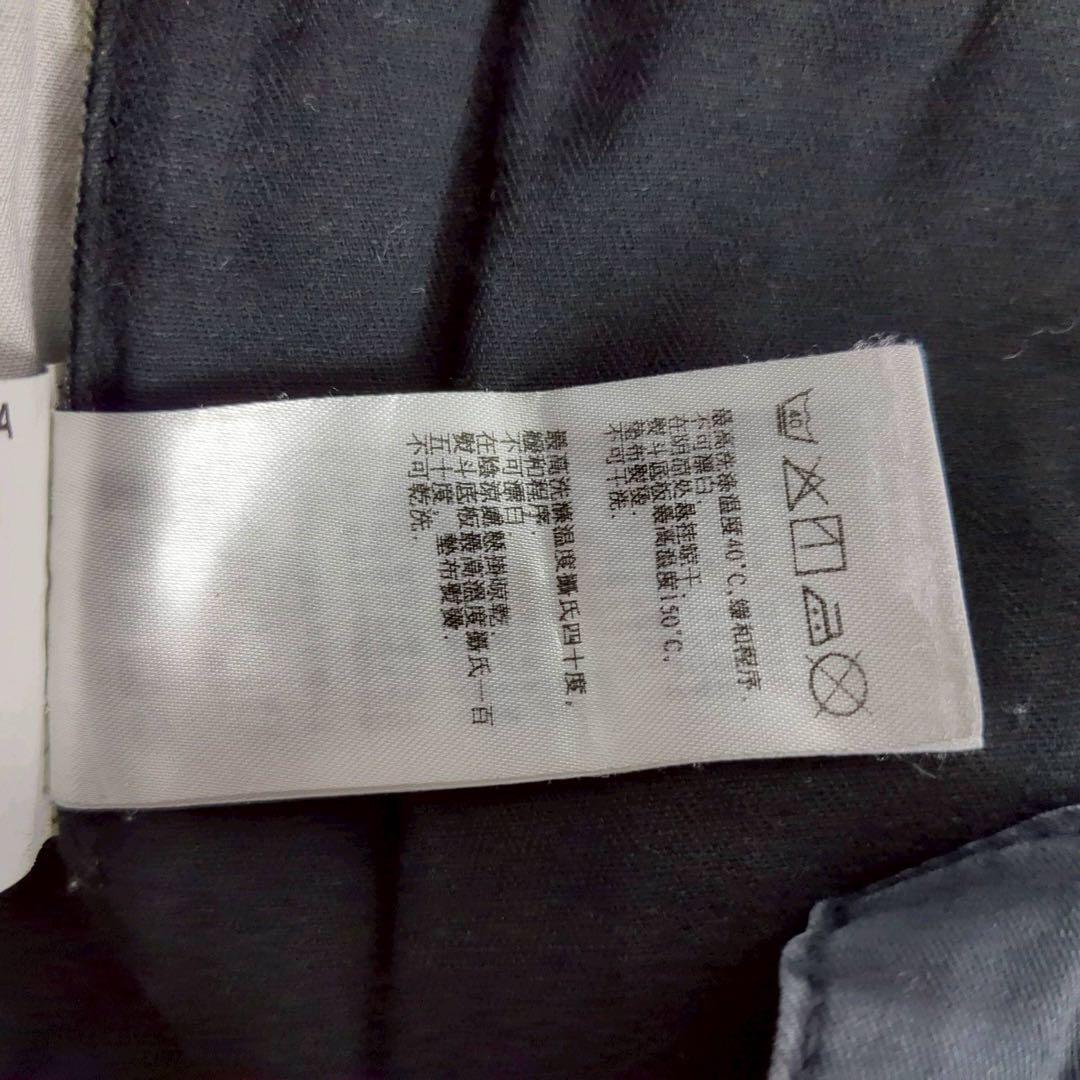 40
最高洗涤温度40°C,缓和程序.
不可漂白
在阴凉处悬挂晾干
熨斗底板最高温度150°C,
垫布熨烫.
不可干洗.
最高洗滌溫度攝氏四十度,
緩和程序.
不可漂白
在陰凉處懸掛晾乾.
熨斗底板最高溫度攝氏一百
五十度. 墊布熨燙.
不可乾洗.
A